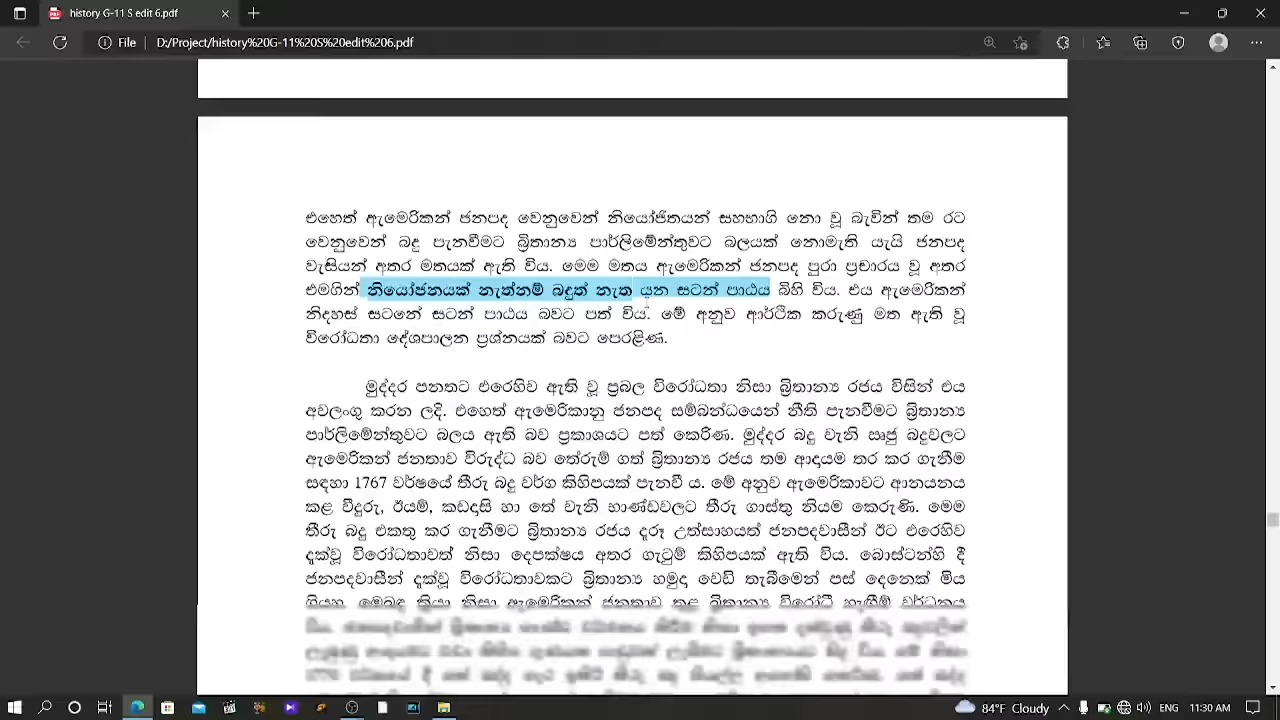 history G-11 S edit 6.pdf
File
D:/Project/history%20G-11%20S%20edit%206.pdf
එහෙත් ඇමෙරිකන් ජනපද වෙනුවෙන් නියෝජිතයන් සහභාගි නො වූ බැවින් තම රට
වෙනුවෙන් බදු පැනවීමට බ්‍රිතාන්‍ය පාර්ලිමේන්තුවට බලයක් නොමැති යැයි ජනපද
වැසියන් අතර මතයක් ඇති විය. මෙම මතය ඇමෙරිකන් ජනපද පුරා ප්‍රචාරය වූ අතර
එමගින් නියෝජනයක් නැත්නම් බදුත් නැත යන සටන් පාඨය බිහි විය. එය ඇමෙරිකන්
නිදහස් සටනේ සටන් පාඨය බවට පත් විය. මේ අනුව ආර්ථික කරුණු මත ඇති වූ
විරෝධතා දේශපාලන ප්‍රශ්නයක් බවට පෙරළිණ.
මුද්දර පනතට එරෙහිව ඇති වූ ප්‍රබල විරෝධතා නිසා බ්‍රිතාන්‍ය රජය විසින් එය
අවලංගු කරන ලදි. එහෙත් ඇමෙරිකානු ජනපද සම්බන්ධයෙන් නීති පැනවීමට බ්‍රිතාන්‍ය
පාර්ලිමේන්තුවට බලය ඇති බව ප්‍රකාශයට පත් කෙරිණ. මුද්දර බදු වැනි ඍජු බදුවලට
ඇමෙරිකන් ජනතාව විරුද්ධ බව තේරුම් ගත් බ්‍රිතාන්‍ය රජය තම ආදායම තර කර ගැනීම
සඳහා 1767 වර්ෂයේ තීරු බදු වර්ග කිහිපයක් පැනවී ය. මේ අනුව ඇමෙරිකාවට ආනයනය
කළ වීදුරු, ඊයම්, කඩදාසි හා තේ වැනි භාණ්ඩවලට තීරු ගාස්තු නියම කෙරුණි. මෙම
තීරු බදු එකතු කර ගැනීමට බ්‍රිතාන්‍ය රජය දැරූ උත්සාහයත් ජනපදවාසීන් ඊට එරෙහිව
දැක්වූ විරෝධතාවත් නිසා දෙපක්ෂය අතර ගැටුම් කිහිපයක් ඇති විය. බොස්ටන්හි දී
ජනපදවාසීන් දැක්වූ විරෝධතාවකට බ්‍රිතාන්‍ය හමුදා වෙඩි තැබීමෙන් පස් දෙනෙක් මිය
ගියහ. මෙබඳු ක්‍රියා නිසා ඇමෙරිකන් ජනතාව තුළ බ්‍රිතාන්‍ය විරෝධී හැඟීම් වර්ධනය
84°F Cloudy
ENG
11:30 AM